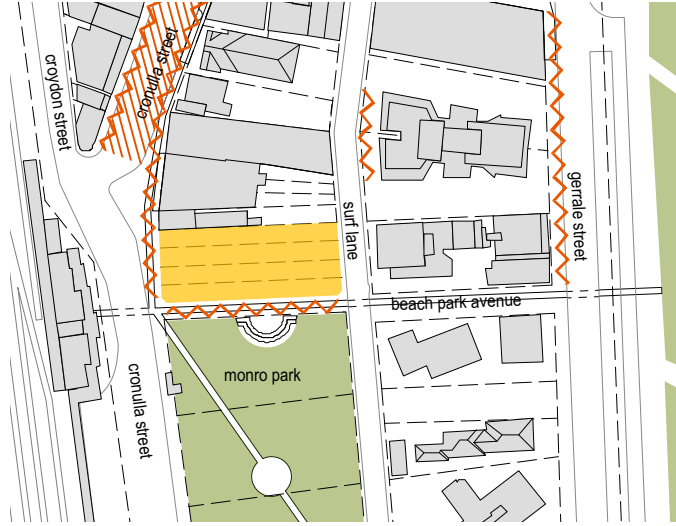 croydon street
cronulla street
surf lane
gerrale street
beach park avenue
monro park
cronulla street